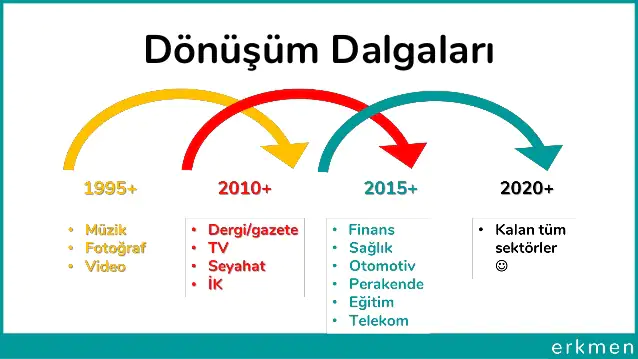 Dönüşüm Dalgaları
1995+
• Müzik
• Fotoğraf
• Video
2010+
• Dergi/gazete
• TV
• Seyahat
• İK
2015+
• Finans
• Sağlık
• Otomotiv
• Perakende
• Eğitim
• Telekom
2020+
• Kalan tüm
sektörler
☺
erkmen